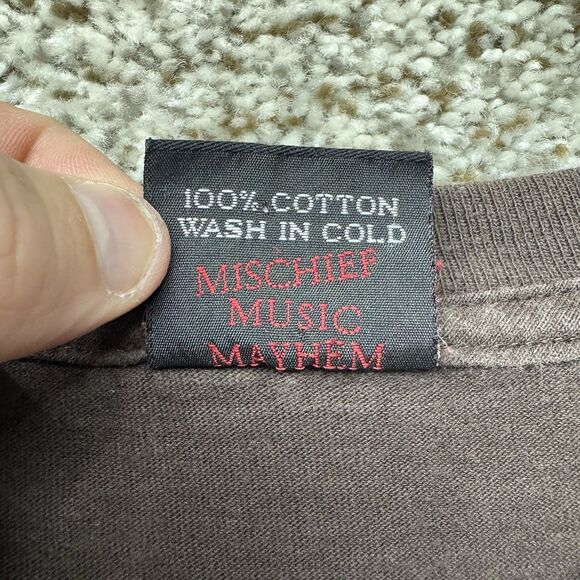 100% COTTON
WASH IN COLD
MISCHIEF
MUSIC
MAYHEM